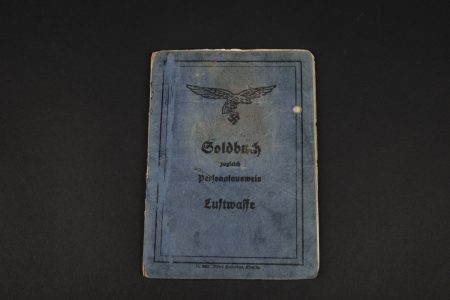 Soldbuch
zugleich
Personalausweis
Luftwaffe